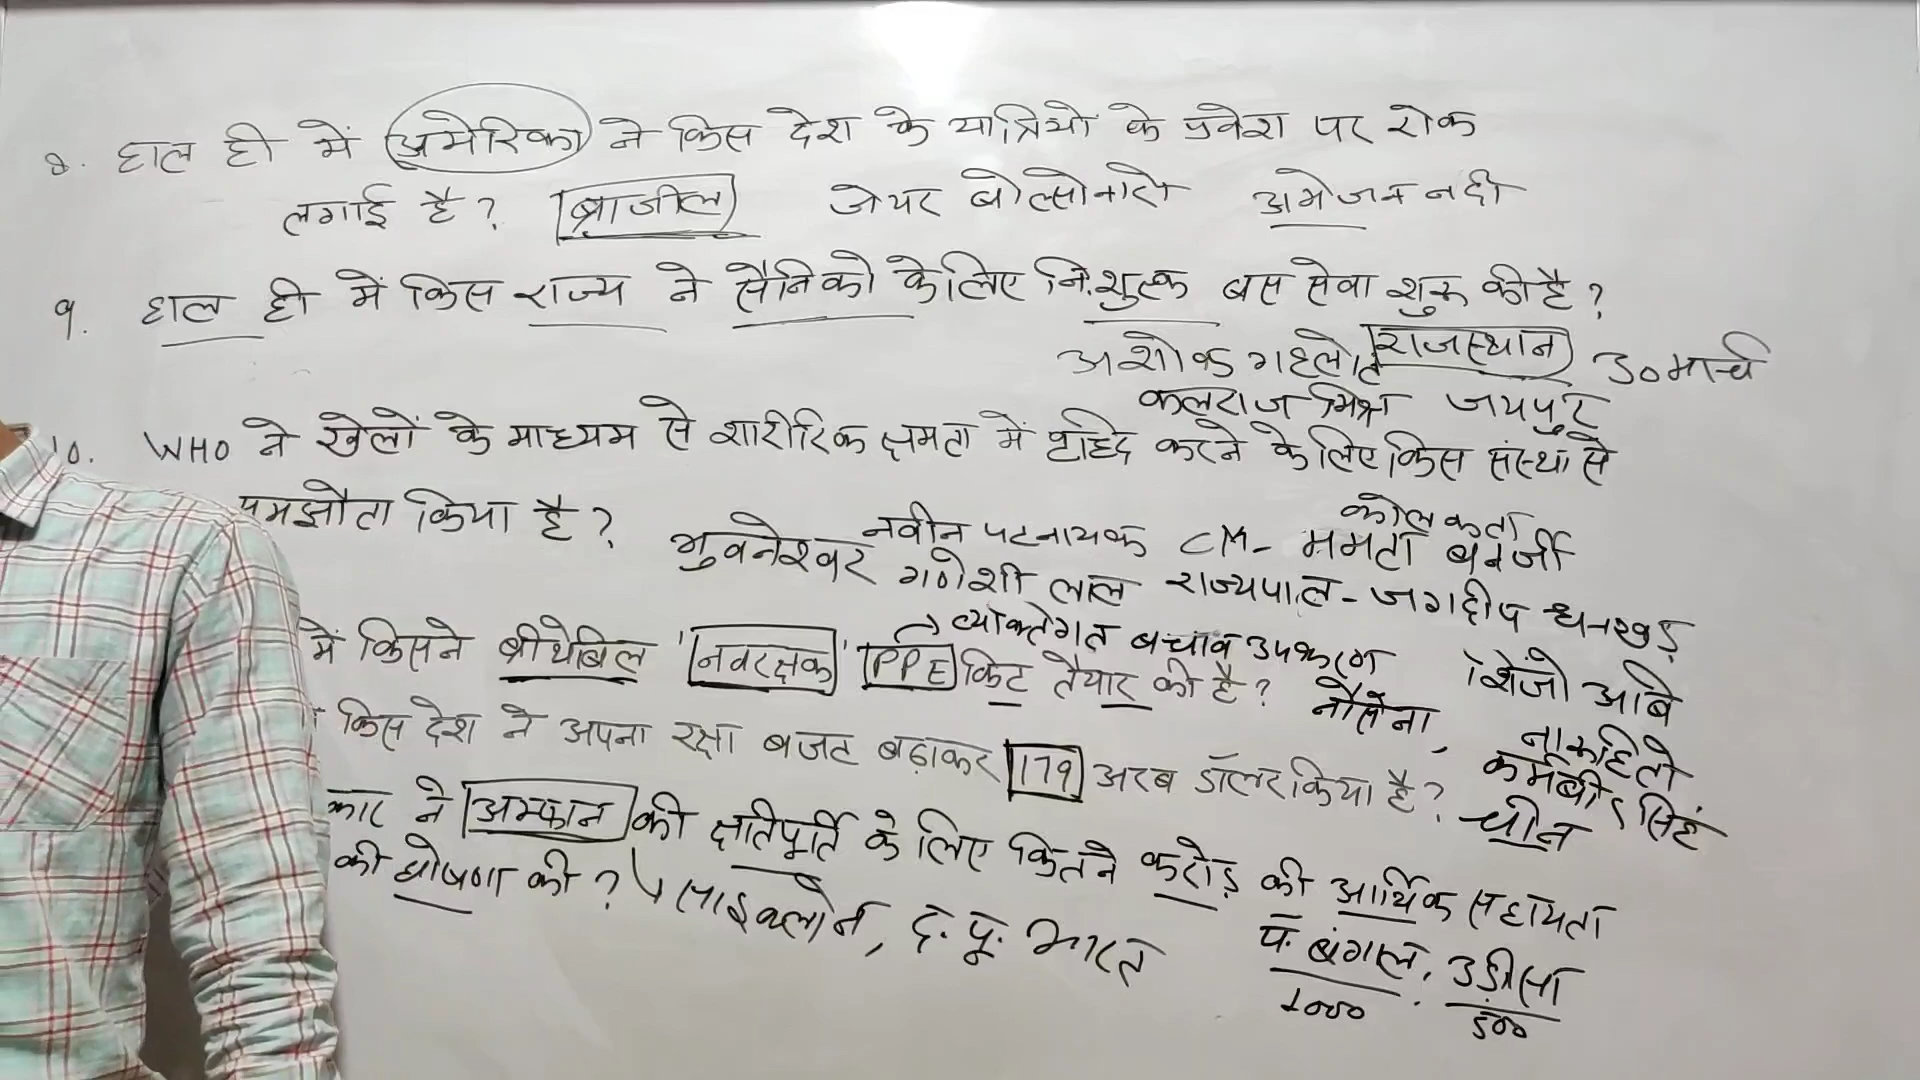 8. हाल ही में अमेरिका ने किस देश के यात्रियों के प्रवेश पर रोक
लगाई है? ब्राजील जेयर बोल्सोनारो अमेजन नदी
9. हाल ही में किस राज्य ने सैनिको के लिए नि:शुल्क बस सेवा शुरू की है?
अशोक गहलोत राजस्थान 30 मार्च
कलराज मिश्र जयपुर
10. WHO ने खेलों के माध्यम से शारीरिक क्षमता में वृद्धि करने के लिए किस संस्था से
समझौता किया है?
कोलकता
नवीन पटनायक CM- ममता बनर्जी
भुवनेश्वर गणेशी लाल राज्यपाल - जगदीप धनखड़
→ व्यक्तिगत बचाव उपकरण
में किसने ब्रीथेबिल 'नवरक्षक' PPE किट तैयार की है? नौसेना,
शिंजो आबे
नारूहितो
करमबीर सिंह
किस देश ने अपना रक्षा बजट बढ़ाकर 179 अरब डॉलर किया है? चीन
कार ने अम्फान की क्षतिपूर्ति के लिए कितने करोड़ की आर्थिक सहायता
की घोषणा की? ↳ साइक्लोन, द. पू. भारत
प. बंगाल, उड़ीसा
1000 500